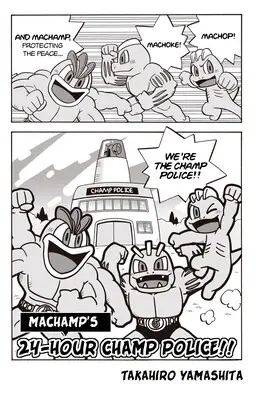 AND MACHAMP,
PROTECTING
THE PEACE...
MACHOKE!
MACHOP!
WE'RE
THE CHAMP
POLICE!!
CHAMP POLICE
MACHAMP'S
24-HOUR CHAMP POLICE!!
TAKAHIRO YAMASHITA